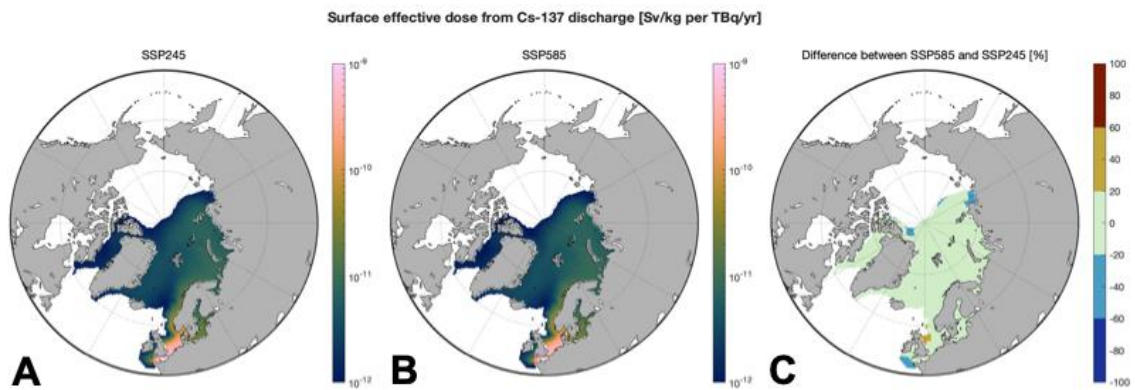 Surface effective dose from Cs-137 discharge [Sv/kg per TBq/yr]
SSP245
10⁻⁹
10⁻¹⁰
10⁻¹¹
10⁻¹²
A
SSP585
10⁻⁹
10⁻¹⁰
10⁻¹¹
10⁻¹²
B
Difference between SSP585 and SSP245 [%]
100
80
60
40
20
0
-20
-40
-60
-80
-100
C